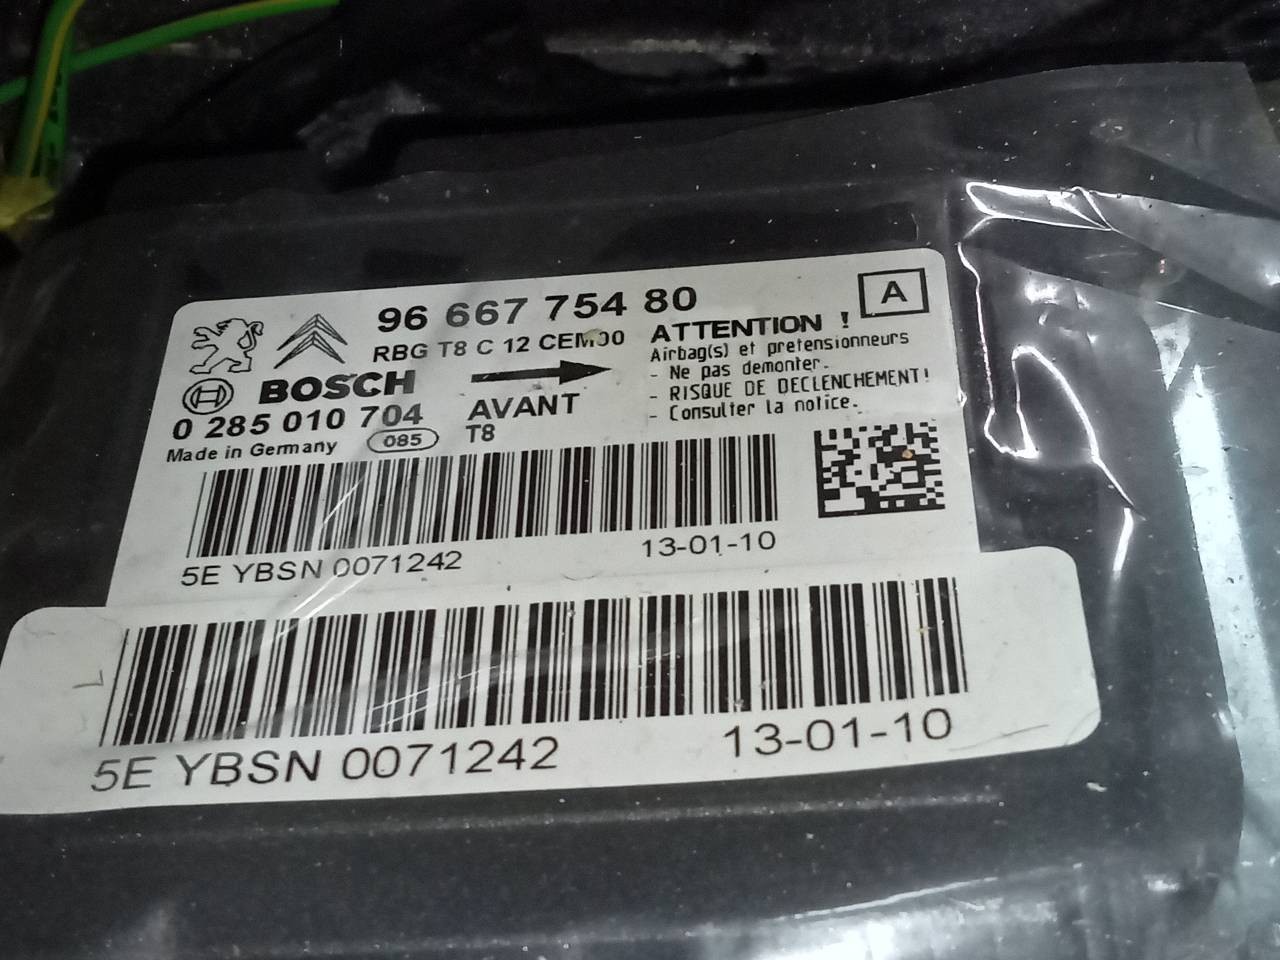 96 667 754 80
A
RBG T8 C 12 CEM00
ATTENTION !
Airbag(s) et pretensionneurs
- Ne pas demonter.
- RISQUE DE DECLENCHEMENT!
- Consulter la notice.
BOSCH
0 285 010 704
AVANT
Made in Germany
085
T8
5E YBSN 0071242
13-01-10
5E YBSN 0071242
13-01-10